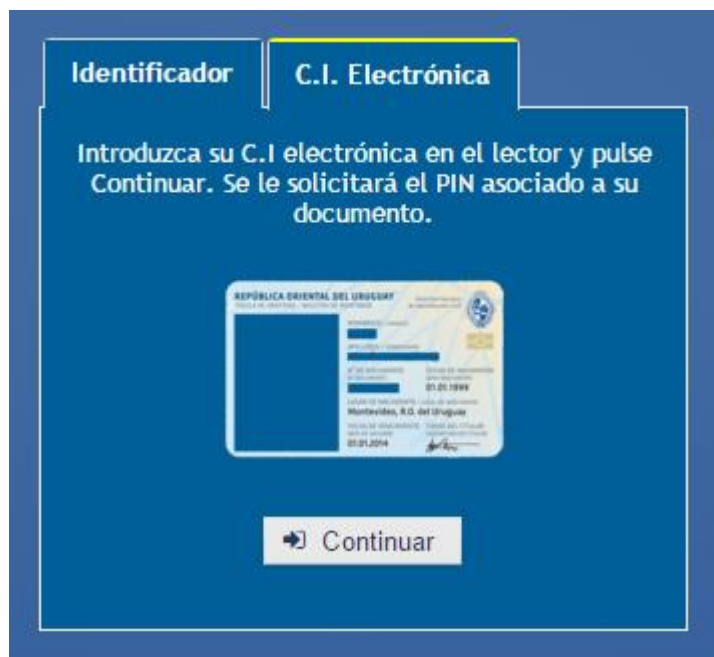 Identificador
C.I. Electrónica
Introduzca su C.I electrónica en el lector y pulse
Continuar. Se le solicitará el PIN asociado a su
documento.
REPÚBLICA ORIENTAL DEL URUGUAY
01.01.1999
Montevideo, R.O. del Uruguay
01.01.2014
Continuar